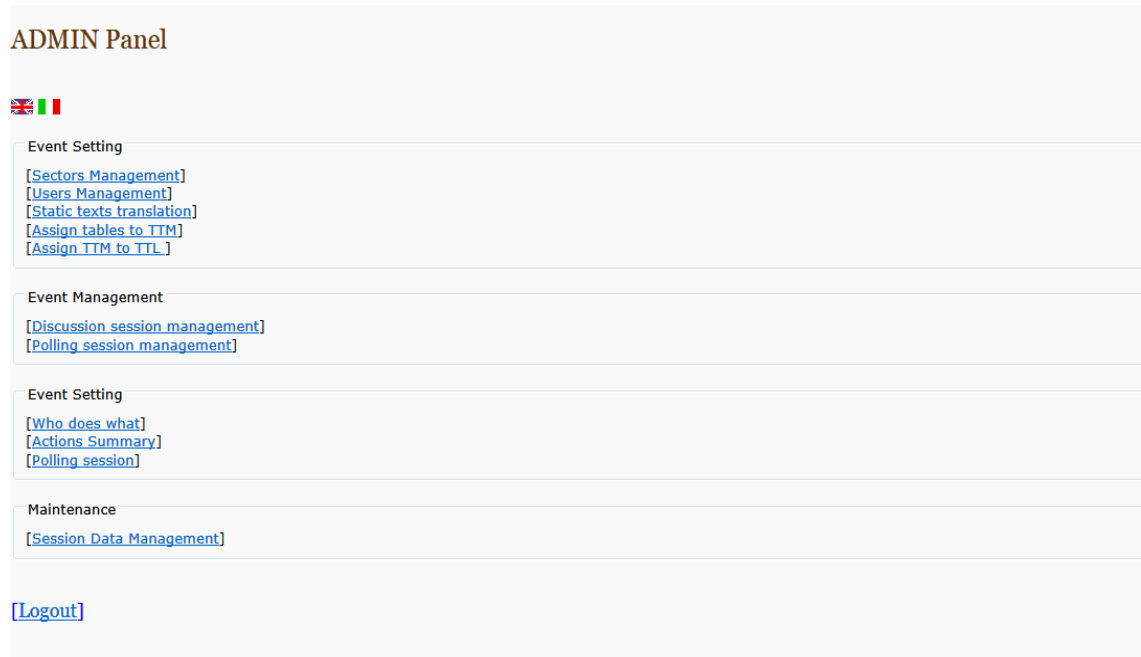 ADMIN Panel
Event Setting
[Sectors Management]
[Users Management]
[Static texts translation]
[Assign tables to TTM]
[Assign TTM to TTL ]
Event Management
[Discussion session management]
[Polling session management]
Event Setting
[Who does what]
[Actions Summary]
[Polling session]
Maintenance
[Session Data Management]
[Logout]